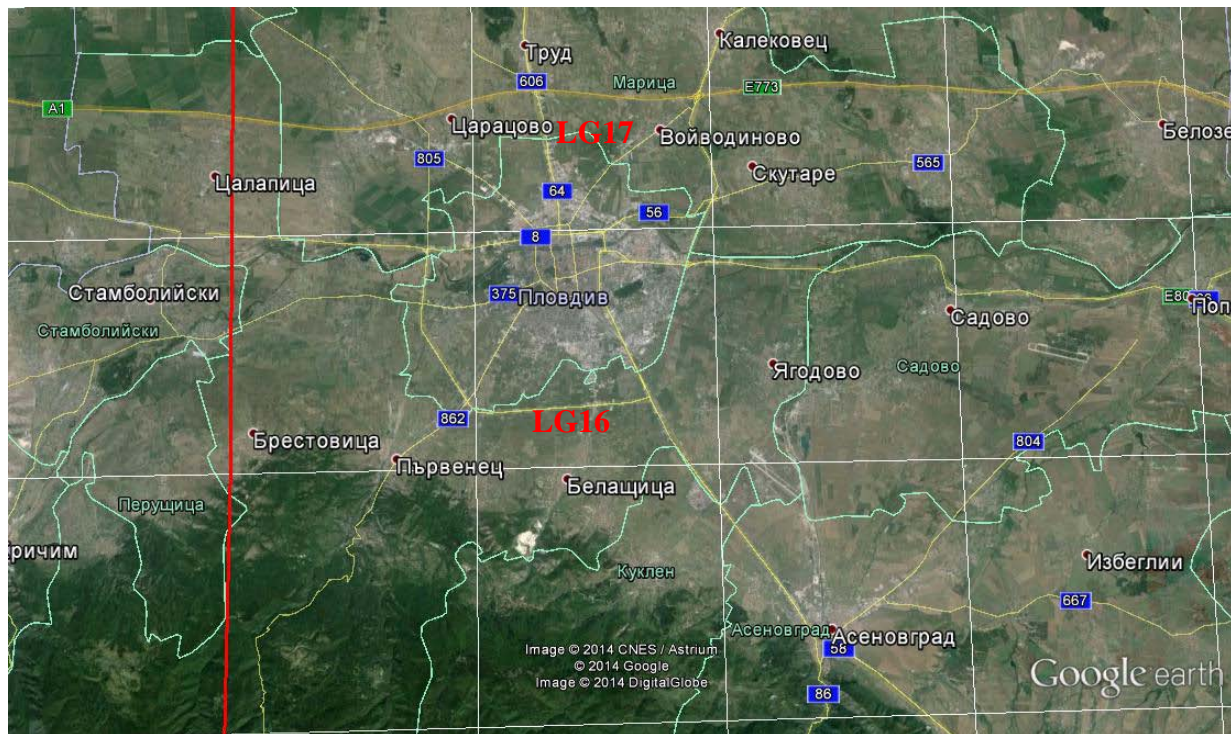 Труд
Калековец
606
Марица
E773
A1
Царацово
LG17
Войводиново
Белозе
805
Скутаре
565
Цалапица
64
56
8
Стамболийски
375
Пловдив
E80
Поп
Садово
Стамболийски
Ягодово
Садово
862
LG16
804
Брестовица
Първенец
Белащица
Перущица
ричим
Избеглии
Куклен
667
Асеновград
Асеновград
58
Image © 2014 CNES / Astrium
© 2014 Google
Image © 2014 DigitalGlobe
Google earth
86